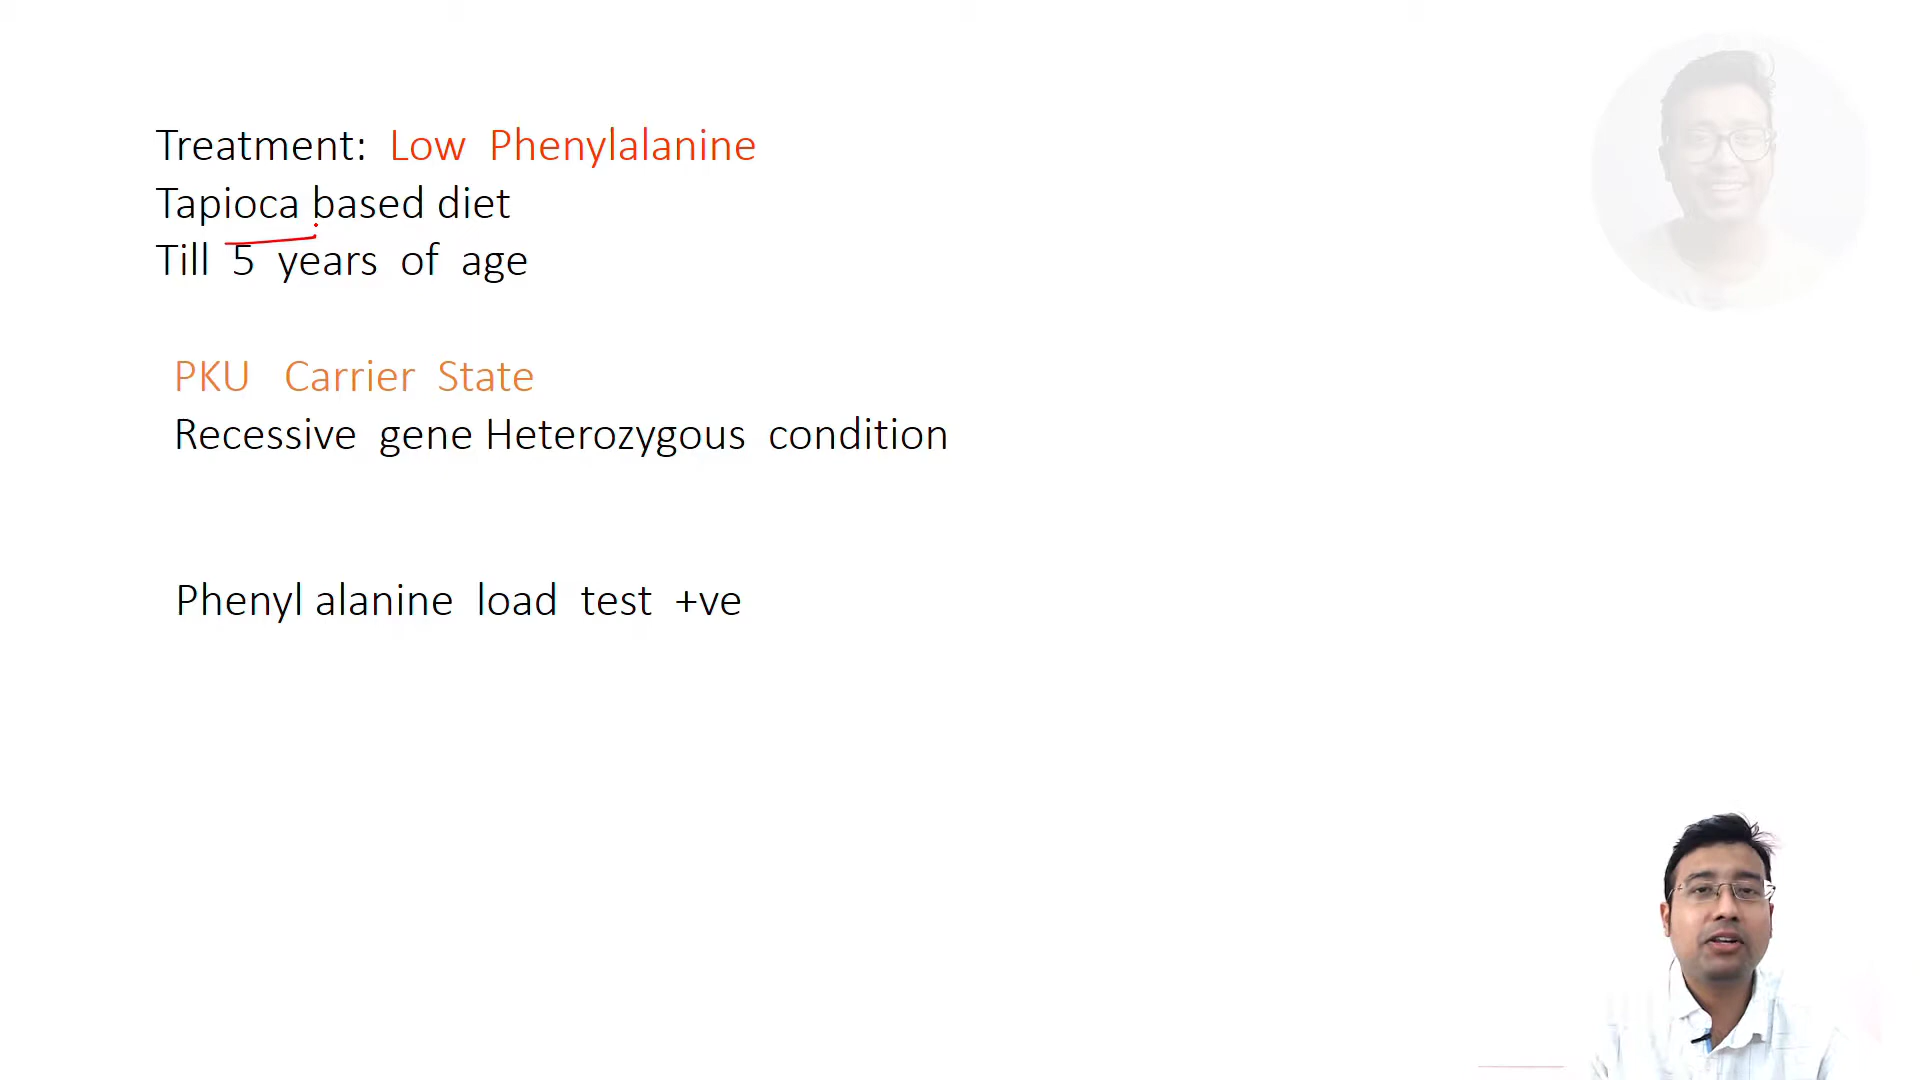 Treatment: Low Phenylalanine
Tapioca based diet
Till 5 years of age
PKU Carrier State
Recessive gene Heterozygous condition
Phenyl alanine load test +ve